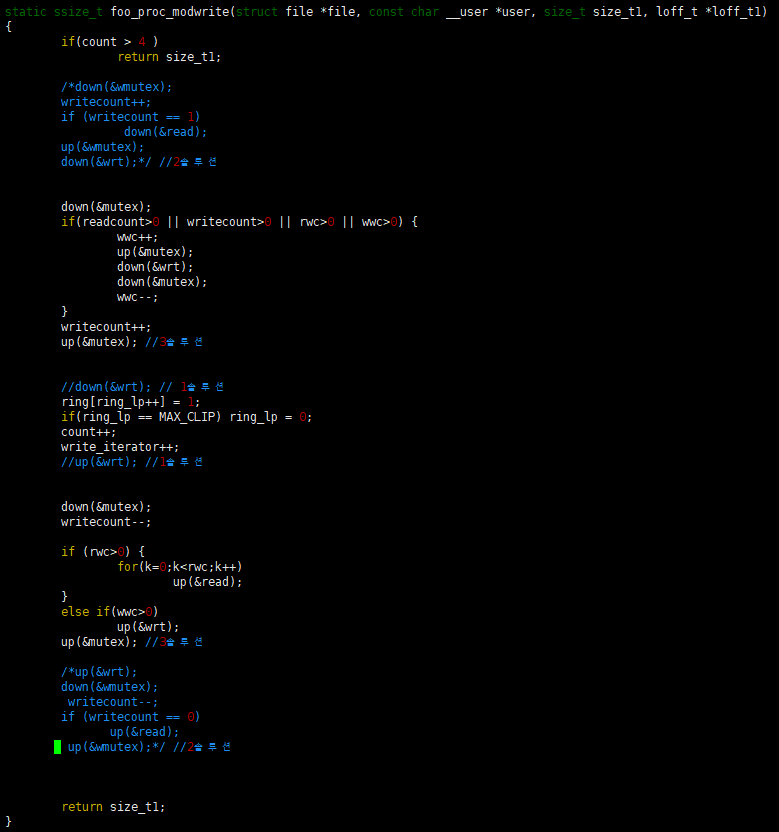 static ssize_t foo_proc_modwrite(struct file *file, const char __user *user, size_t size_t1, loff_t *loff_t1)
{
        if(count > 4 )
                return size_t1;

        /*down(&wmutex);
        writecount++;
        if (writecount == 1)
                 down(&read);
        up(&wmutex);
        down(&wrt);*/ //2솔루션

        down(&mutex);
        if(readcount>0 || writecount>0 || rwc>0 || wwc>0) {
                wwc++;
                up(&mutex);
                down(&wrt);
                down(&mutex);
                wwc--;
        }
        writecount++;
        up(&mutex); //3솔루션

        //down(&wrt); // 1솔루션
        ring[ring_lp++] = 1;
        if(ring_lp == MAX_CLIP) ring_lp = 0;
        count++;
        write_iterator++;
        //up(&wrt); //1솔루션

        down(&mutex);
        writecount--;

        if (rwc>0) {
                for(k=0;k<rwc;k++)
                        up(&read);
        }
        else if(wwc>0)
                up(&wrt);
        up(&mutex); //3솔루션

        /*up(&wrt);
        down(&wmutex);
         writecount--;
        if (writecount == 0)
               up(&read);
         up(&wmutex);*/ //2솔루션

        return size_t1;
}